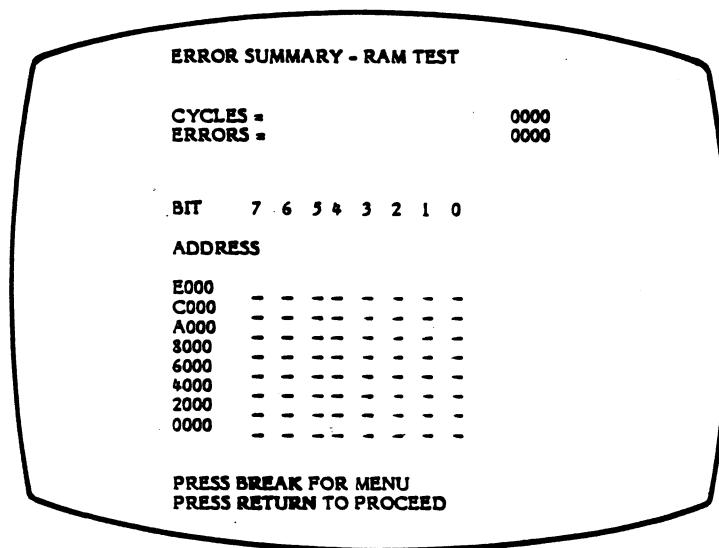 ERROR SUMMARY - RAM TEST
CYCLES = 0000
ERRORS = 0000
BIT 7 6 5 4 3 2 1 0
ADDRESS
E000 _ _ _ _ _ _ _ _
C000 _ _ _ _ _ _ _ _
A000 _ _ _ _ _ _ _ _
8000 _ _ _ _ _ _ _ _
6000 _ _ _ _ _ _ _ _
4000 _ _ _ _ _ _ _ _
2000 _ _ _ _ _ _ _ _
0000 _ _ _ _ _ _ _ _
PRESS BREAK FOR MENU
PRESS RETURN TO PROCEED